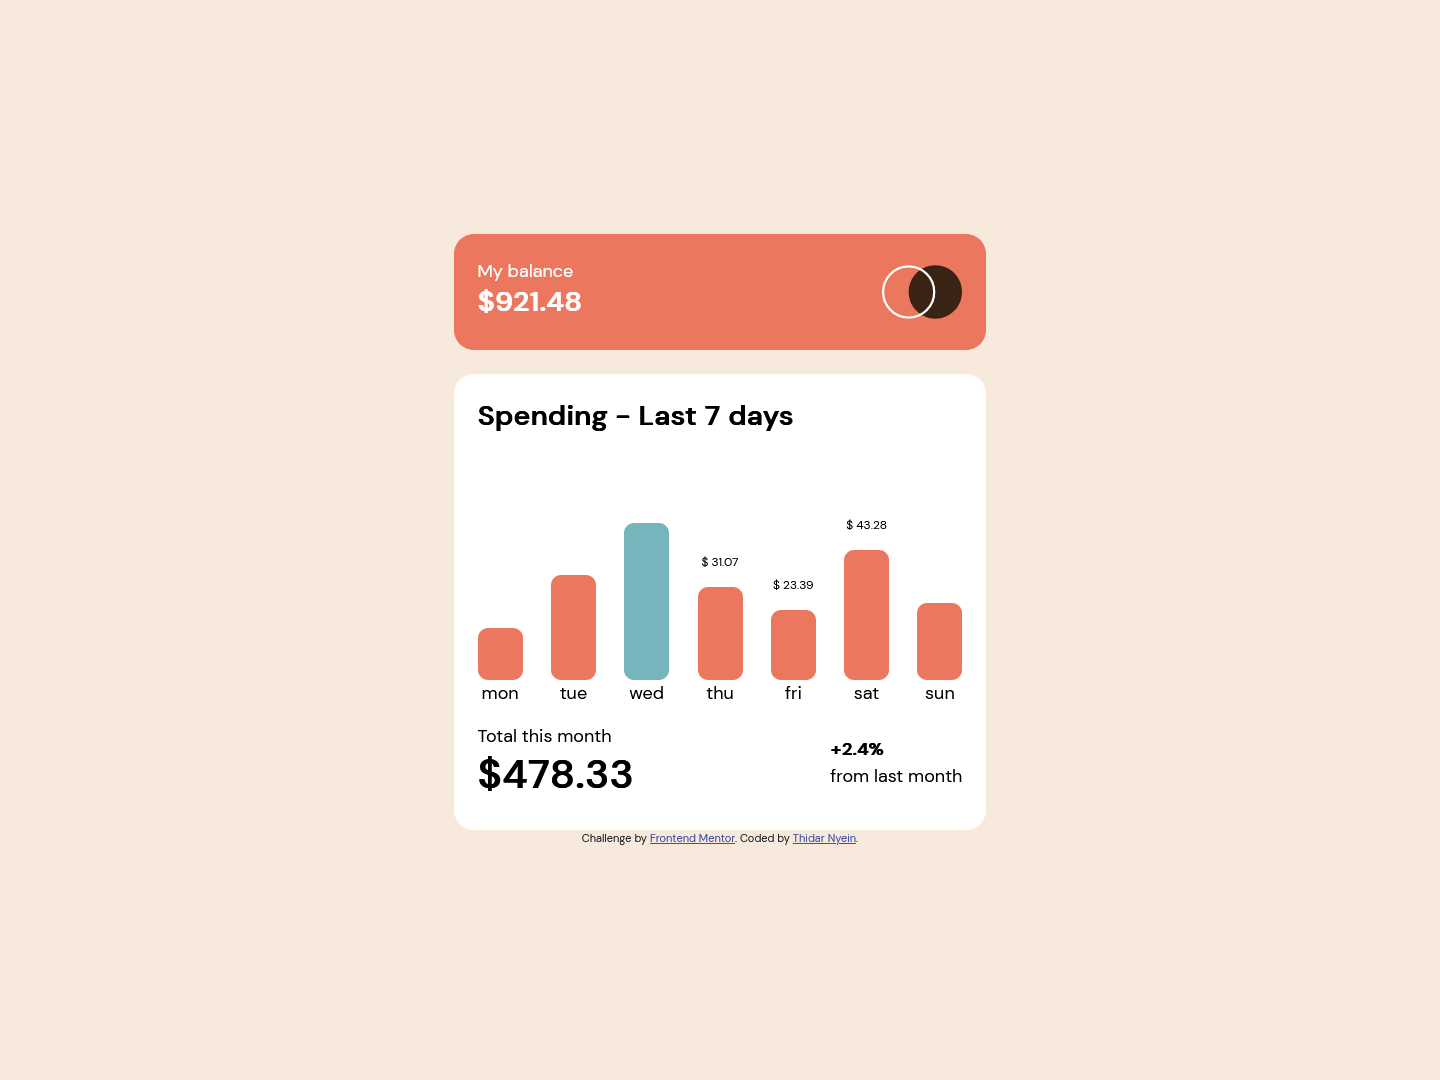 My balance
$921.48
Spending - Last 7 days
$ 43.28
$ 31.07
$ 23.39
mon tue wed thu fri sat sun
Total this month
$478.33
+2.4%
from last month
Challenge by Frontend Mentor. Coded by Thidar Nyein.